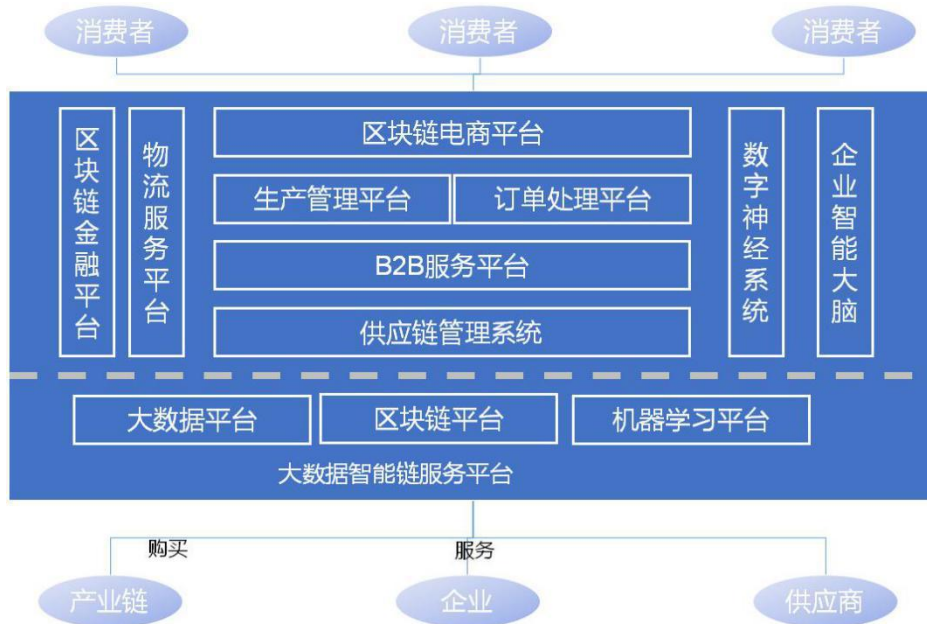 消费者
消费者
消费者
区块链金融平台
物流服务平台
区块链电商平台
生产管理平台
订单处理平台
B2B服务平台
供应链管理系统
数字神经系统
企业智能大脑
大数据平台
区块链平台
机器学习平台
大数据智能链服务平台
购买
服务
产业链
企业
供应商